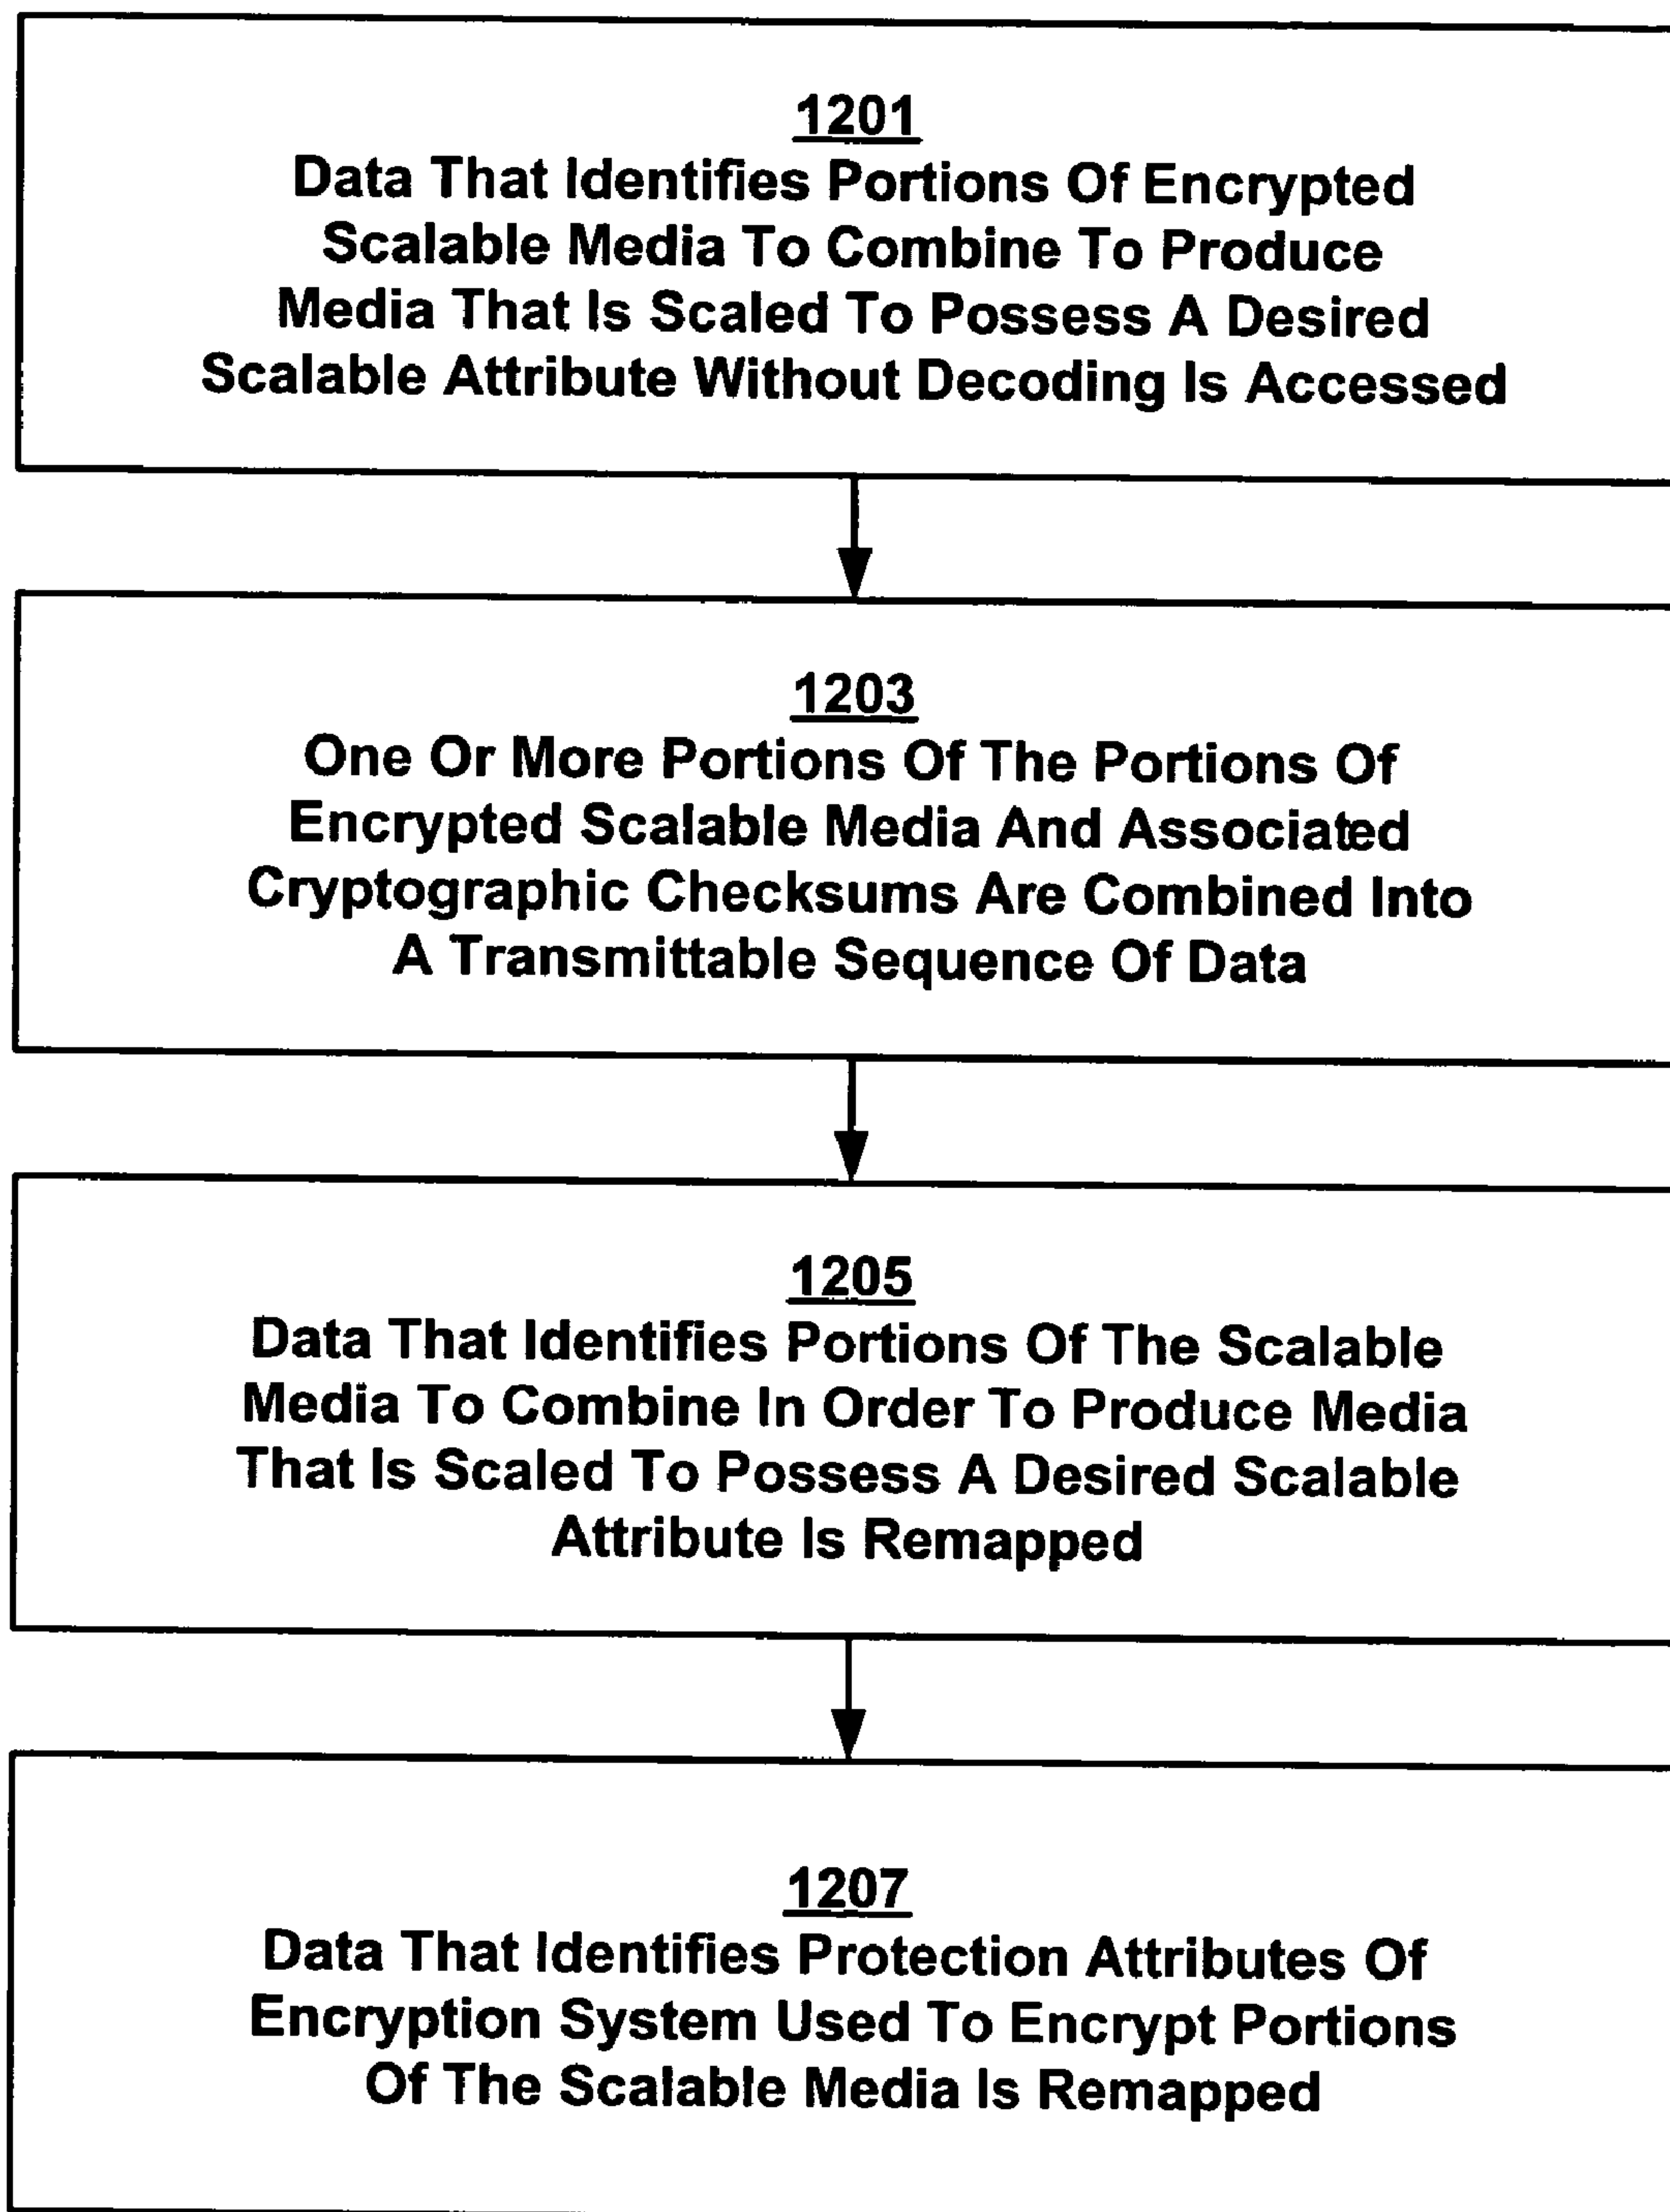 1201
Data That Identifies Portions Of Encrypted
Scalable Media To Combine To Produce
Media That Is Scaled To Possess A Desired
Scalable Attribute Without Decoding Is Accessed
1203
One Or More Portions Of The Portions Of
Encrypted Scalable Media And Associated
Cryptographic Checksums Are Combined Into
A Transmittable Sequence Of Data
1205
Data That Identifies Portions Of The Scalable
Media To Combine In Order To Produce Media
That Is Scaled To Possess A Desired Scalable
Attribute Is Remapped
1207
Data That Identifies Protection Attributes Of
Encryption System Used To Encrypt Portions
Of The Scalable Media Is Remapped